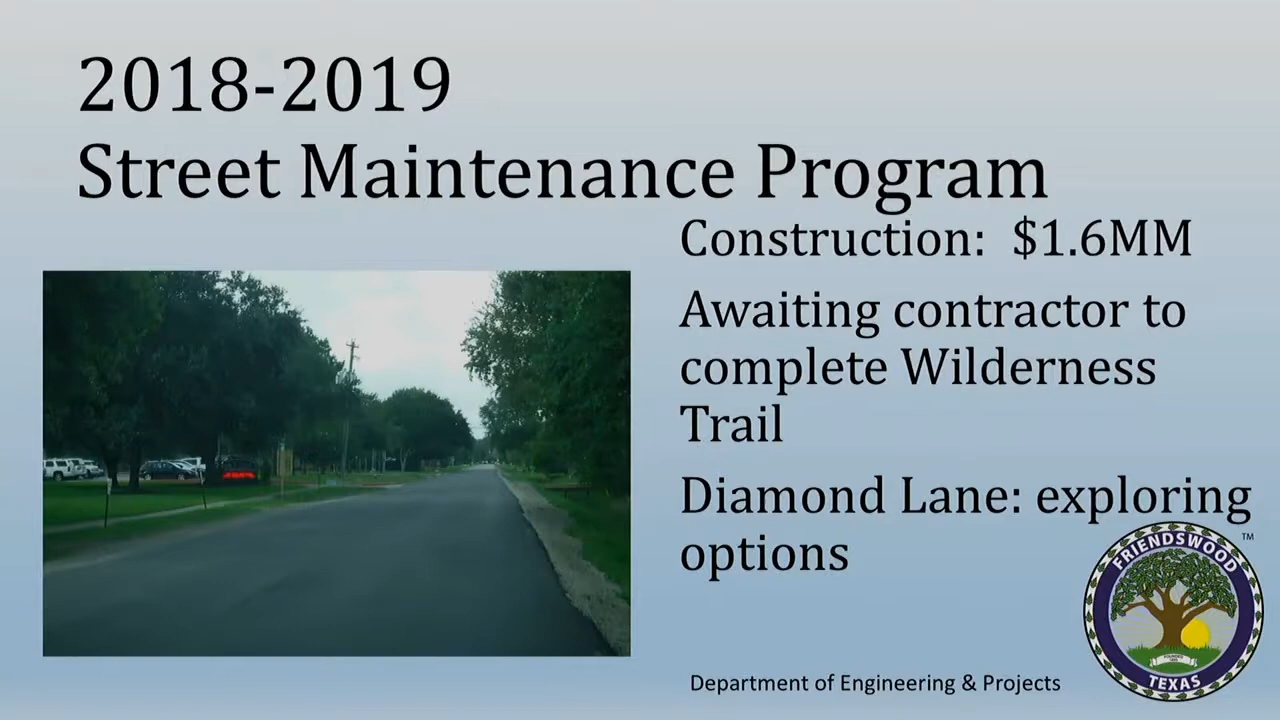 2018-2019
Street Maintenance Program
Construction:  $1.6MM
Awaiting contractor to
complete Wilderness
Trail
Diamond Lane: exploring
options
FRIENDSWOOD
TEXAS
TM
Department of Engineering & Projects